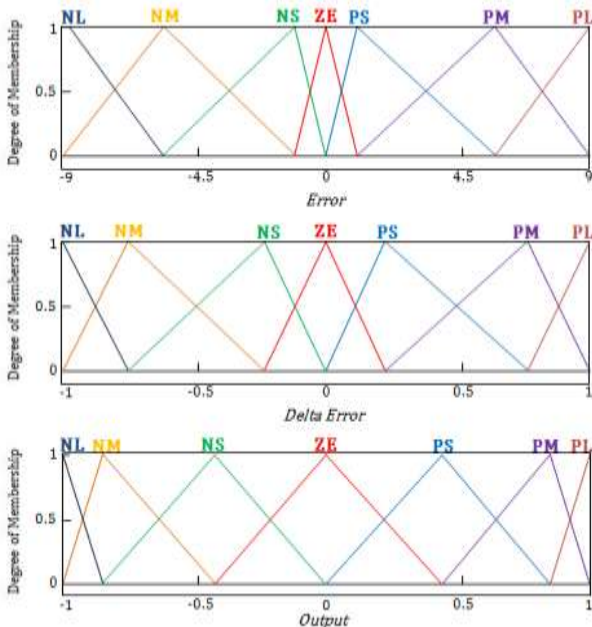 NL NM NS ZE PS PM PL
Degree of Membership
1
0.5
0
-9 -4.5 0 4.5 9
Error
NL NM NS ZE PS PM PL
Degree of Membership
1
0.5
0
-1 -0.5 0 0.5 1
Delta Error
NL NM NS ZE PS PM PL
Degree of Membership
1
0.5
0
-1 -0.5 0 0.5 1
Output